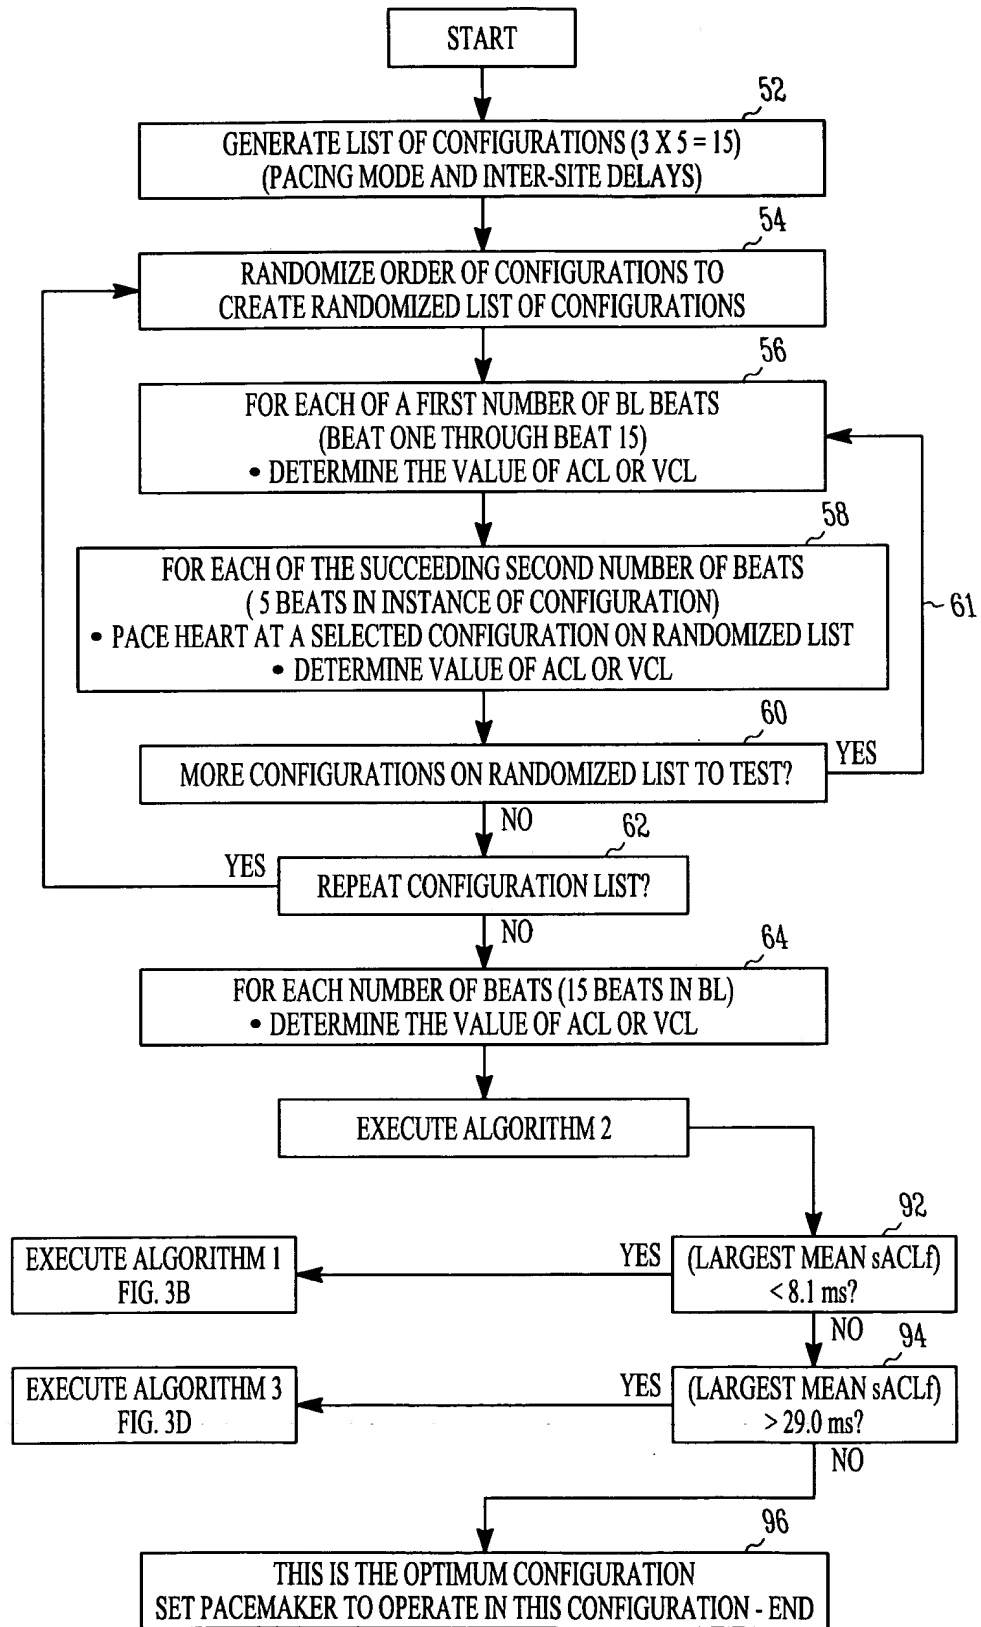 START
52
GENERATE LIST OF CONFIGURATIONS (3 X 5 = 15)
(PACING MODE AND INTER-SITE DELAYS)
54
RANDOMIZE ORDER OF CONFIGURATIONS TO
CREATE RANDOMIZED LIST OF CONFIGURATIONS
56
FOR EACH OF A FIRST NUMBER OF BL BEATS
(BEAT ONE THROUGH BEAT 15)
• DETERMINE THE VALUE OF ACL OR VCL
58
FOR EACH OF THE SUCCEEDING SECOND NUMBER OF BEATS
( 5 BEATS IN INSTANCE OF CONFIGURATION)
• PACE HEART AT A SELECTED CONFIGURATION ON RANDOMIZED LIST
• DETERMINE VALUE OF ACL OR VCL
61
60
MORE CONFIGURATIONS ON RANDOMIZED LIST TO TEST?
YES
NO
62
YES
REPEAT CONFIGURATION LIST?
NO
64
FOR EACH NUMBER OF BEATS (15 BEATS IN BL)
• DETERMINE THE VALUE OF ACL OR VCL
EXECUTE ALGORITHM 2
92
(LARGEST MEAN sACLf)
< 8.1 ms?
YES
EXECUTE ALGORITHM 1
FIG. 3B
NO
94
(LARGEST MEAN sACLf)
> 29.0 ms?
YES
EXECUTE ALGORITHM 3
FIG. 3D
NO
96
THIS IS THE OPTIMUM CONFIGURATION
SET PACEMAKER TO OPERATE IN THIS CONFIGURATION - END